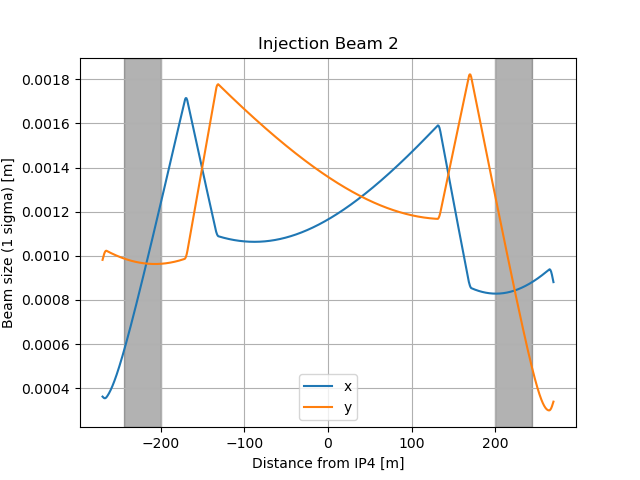 Injection Beam 2
Beam size (1 sigma) [m]
0.0018
0.0016
0.0014
0.0012
0.0010
0.0008
0.0006
0.0004
x
y
−200
−100
0
100
200
Distance from IP4 [m]